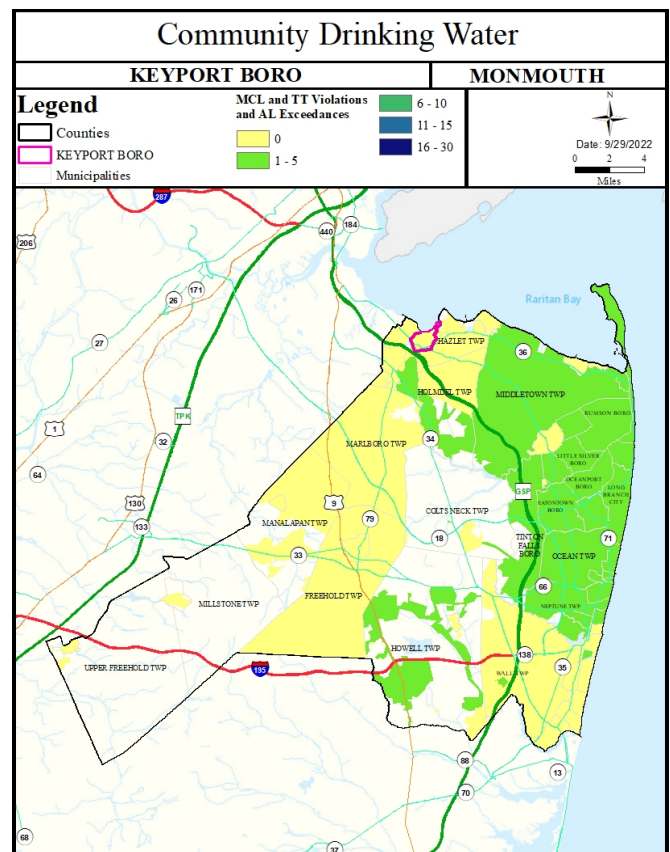 Community Drinking Water
KEYPORT BORO
MONMOUTH
Legend
Counties
KEYPORT BORO
Municipalities
MCL and TT Violations
and AL Exceedances
0
1 - 5
6 - 10
11 - 15
16 - 30
N
Date: 9/29/2022
0 2 4
Miles
287
206
440
184
171
26
27
Raritan Bay
36
HAZLET TWP
HOLMDEL TWP
MIDDLETOWN TWP
RUMSON BORO
TPK
1
32
34
MARLBORO TWP
LITTLE SILVER
BORO
OCEANPORT
BORO
64
GSP
LONG
BRANCH
CITY
EATONTOWN
BORO
130
9
79
COLTS NECK TWP
133
MANALAPAN TWP
18
TINTON
FALLS
BORO
71
33
OCEAN TWP
66
MILLSTONE TWP
FREEHOLD TWP
NEPTUNE TWP
HOWELL TWP
138
35
UPPER FREEHOLD TWP
195
WALL TWP
88
13
70
68
37